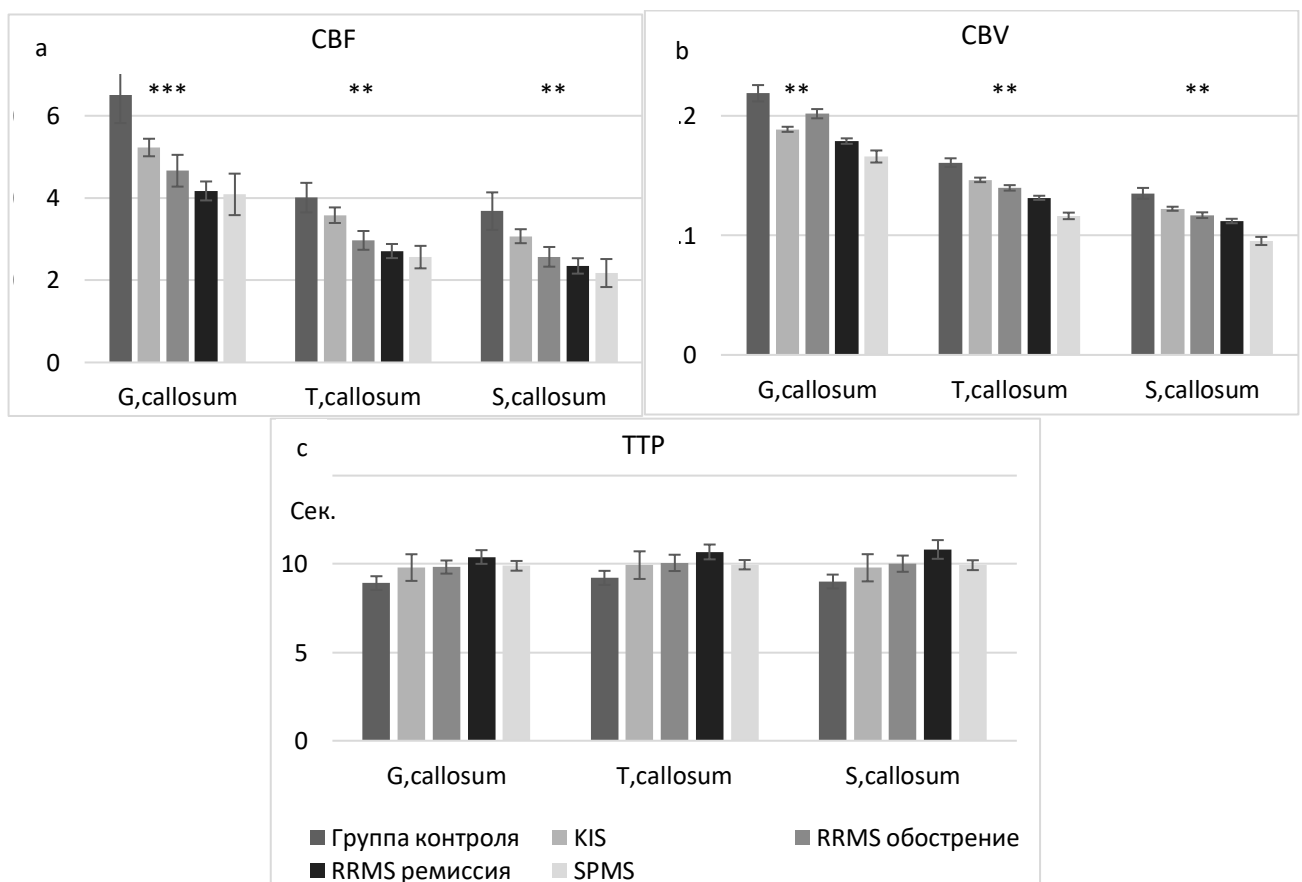 a
CBF
*** ** **
6
4
2
0
G,callosum T,callosum S,callosum
b
CBV
** ** **
.2
.1
0
G,callosum T,callosum S,callosum
c
TTP
Сек.
10
5
0
G,callosum T,callosum S,callosum
Группа контроля KIS RRMS обострение
RRMS ремиссия SPMS